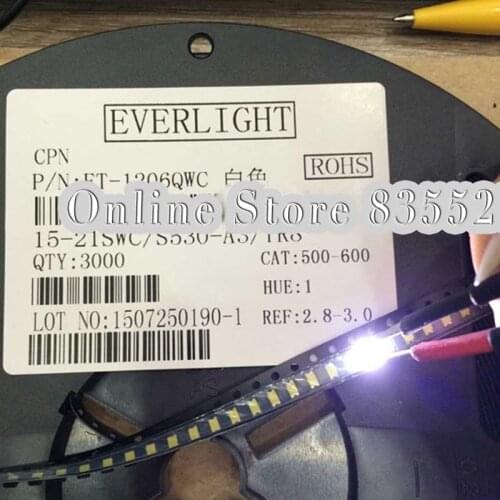 EVERLIGHT
CPN
P/N:FT-1206QWC 白色
ROHS
Online Store 83552
15-21SWC/S530-A3/TR8
QTY:3000
CAT:500-600
HUE:1
LOT NO:1507250190-1
REF:2.8-3.0